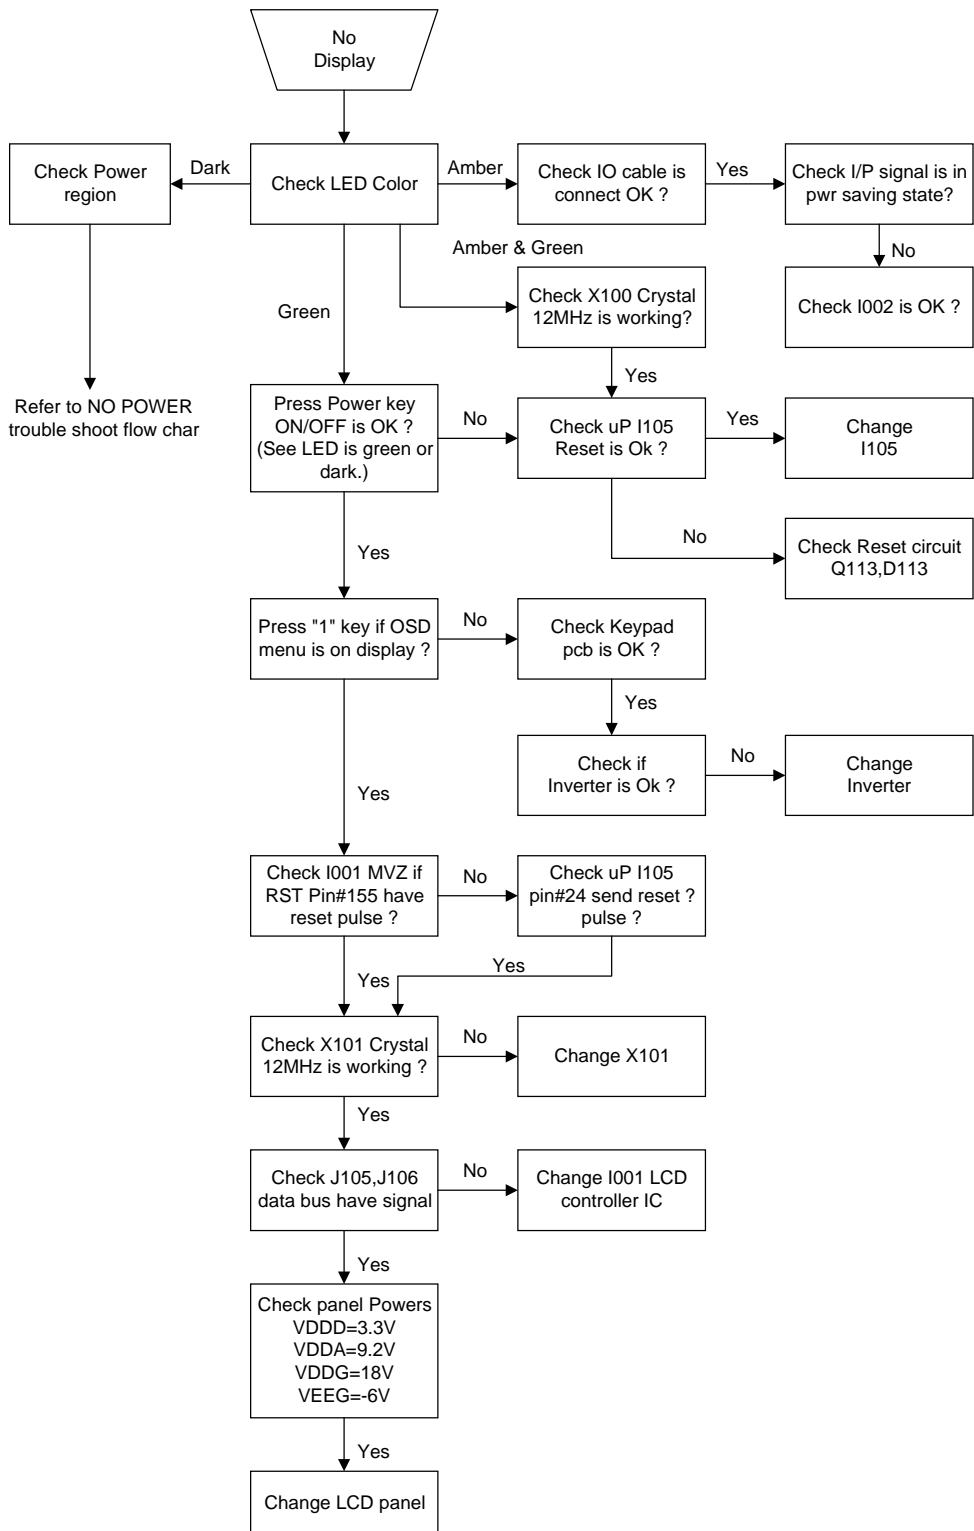 No
Display
Check Power
region
Dark
Check LED Color
Amber
Check IO cable is
connect OK ?
Yes
Check I/P signal is in
pwr saving state?
No
Amber & Green
Check X100 Crystal
12MHz is working?
Check I002 is OK ?
Green
Yes
Refer to NO POWER
trouble shoot flow char
Press Power key
ON/OFF is OK ?
(See LED is green or
dark.)
No
Check uP I105
Reset is Ok ?
Yes
Change
I105
No
Check Reset circuit
Q113,D113
Yes
Press "1" key if OSD
menu is on display ?
No
Check Keypad
pcb is OK ?
Yes
Check if
Inverter is Ok ?
No
Change
Inverter
Yes
Check I001 MVZ if
RST Pin#155 have
reset pulse ?
No
Check uP I105
pin#24 send reset ?
pulse ?
Yes
Yes
Check X101 Crystal
12MHz is working ?
No
Change X101
Yes
Check J105,J106
data bus have signal
No
Change I001 LCD
controller IC
Yes
Check panel Powers
VDDD=3.3V
VDDA=9.2V
VDDG=18V
VEEG=-6V
Yes
Change LCD panel